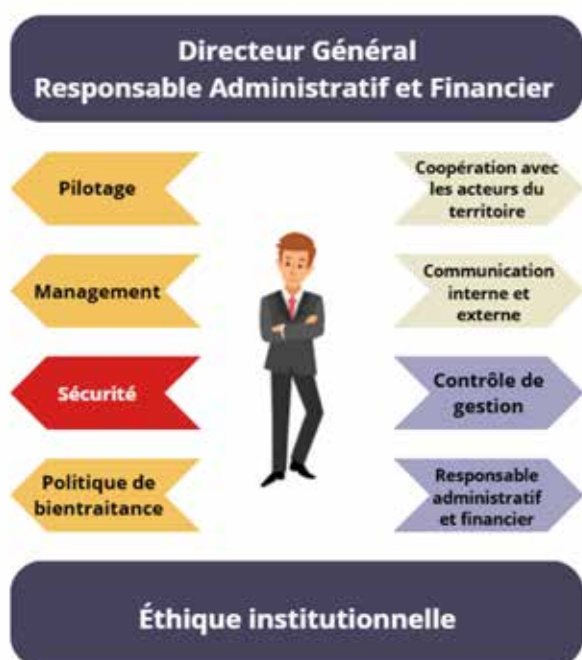 Directeur Général
Responsable Administratif et Financier
Pilotage
Coopération avec
les acteurs du
territoire
Management
Communication
interne et
externe
Sécurité
Contrôle de
gestion
Politique de
bientraitance
Responsable
administratif
et financier
Éthique institutionnelle